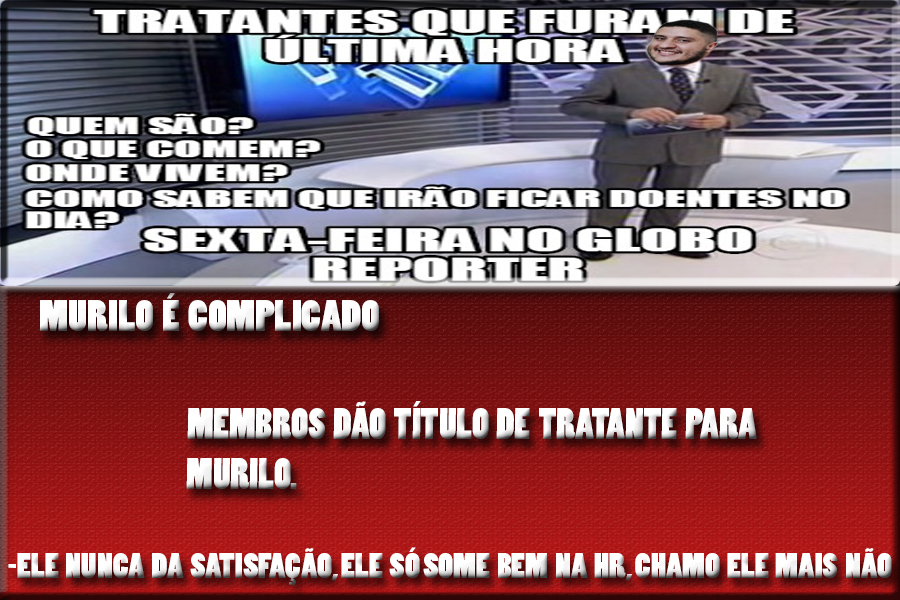 TRATANTES QUE FURAM DE
ÚLTIMA HORA
QUEM SÃO?
O QUE COMEM?
ONDE VIVEM?
COMO SABEM QUE IRÃO FICAR DOENTES NO
DIA?
SEXTA-FEIRA NO GLOBO
REPORTER
MURILO É COMPLICADO
MEMBROS DÃO TÍTULO DE TRATANTE PARA
MURILO.
-ELE NUNCA DA SATISFAÇÃO, ELE SÓ SOME BEM NA HR, CHAMO ELE MAIS NÃO